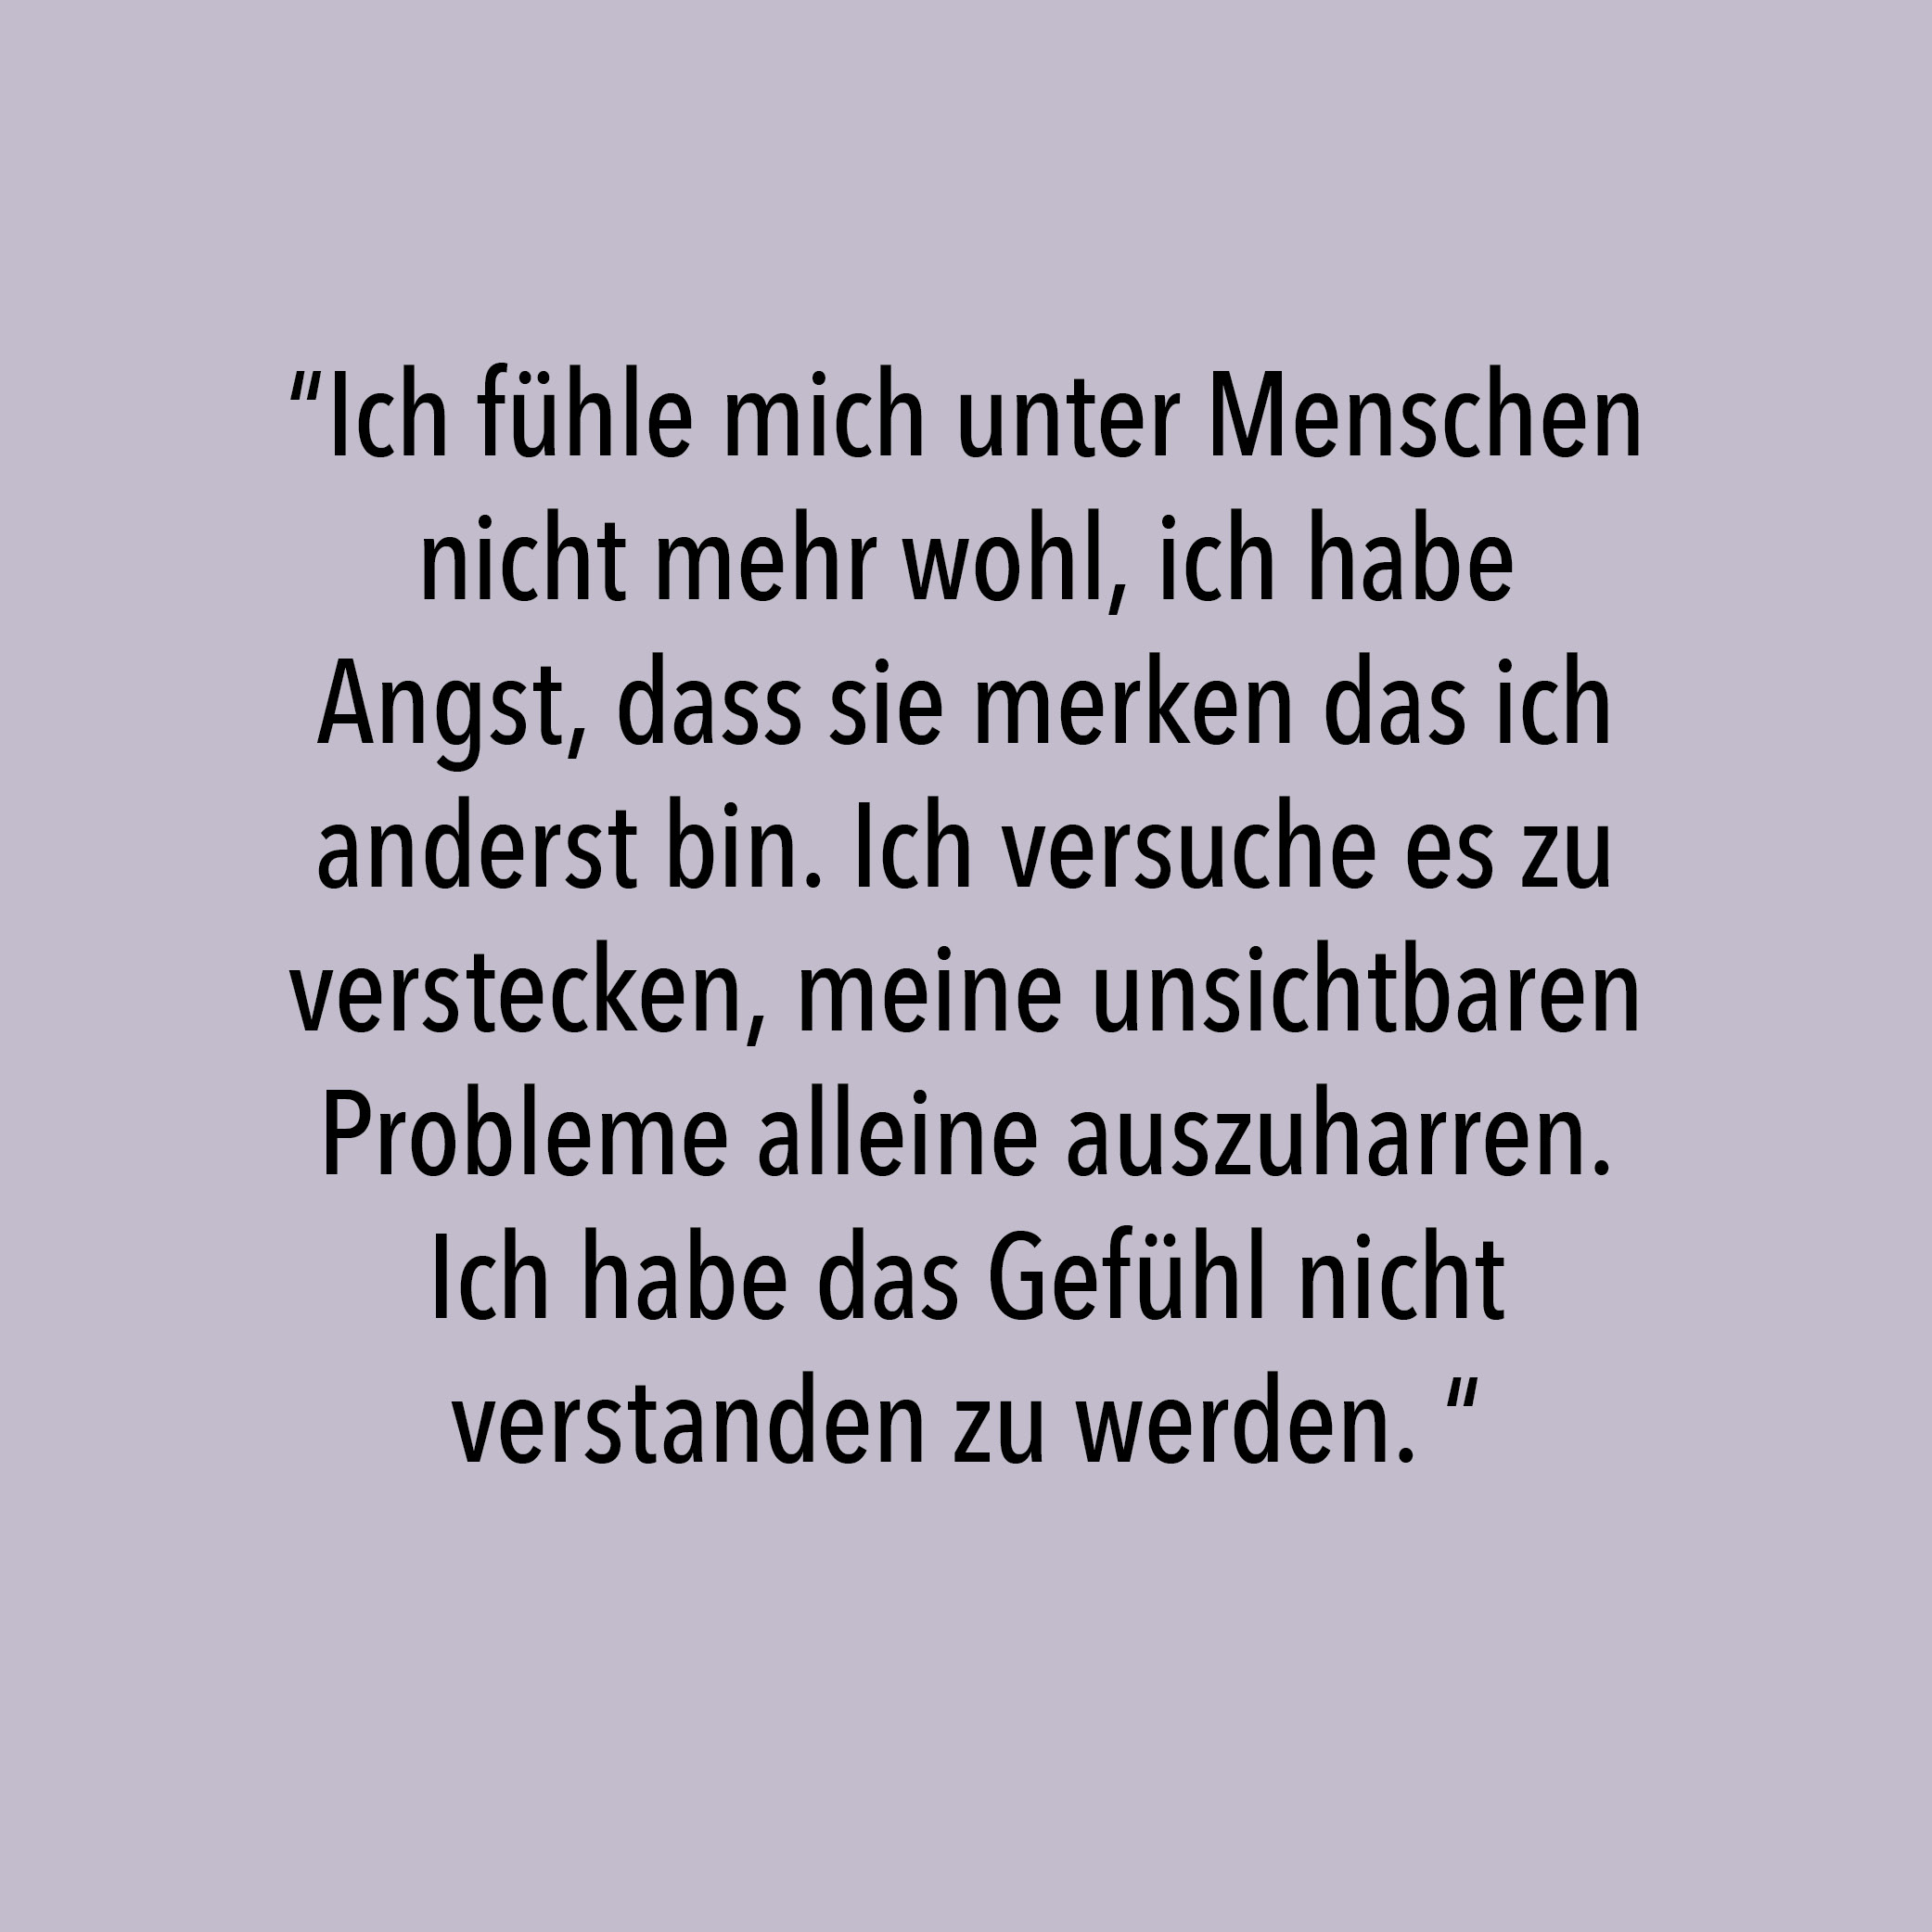 "Ich fühle mich unter Menschen
nicht mehr wohl, ich habe
Angst, dass sie merken das ich
anderst bin. Ich versuche es zu
verstecken, meine unsichtbaren
Probleme alleine auszuharren.
Ich habe das Gefühl nicht
verstanden zu werden. "